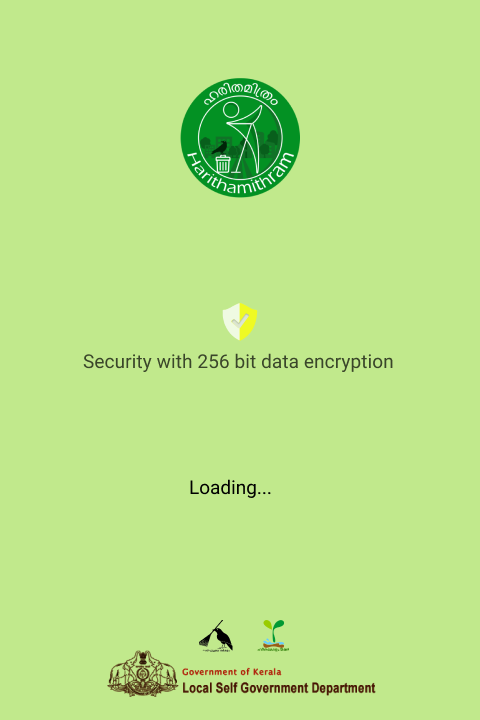 ഹരിതമിത്രം
Harithamithram
Security with 256 bit data encryption
Loading...
Government of Kerala
Local Self Government Department